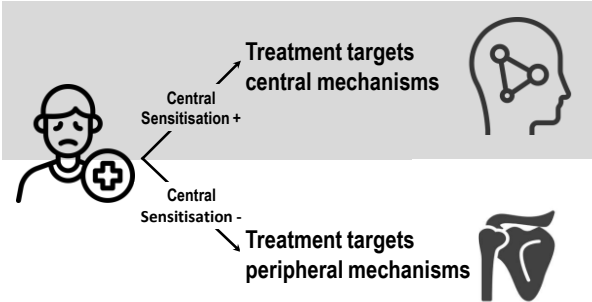 Treatment targets
central mechanisms
Central
Sensitisation +
Central
Sensitisation -
Treatment targets
peripheral mechanisms